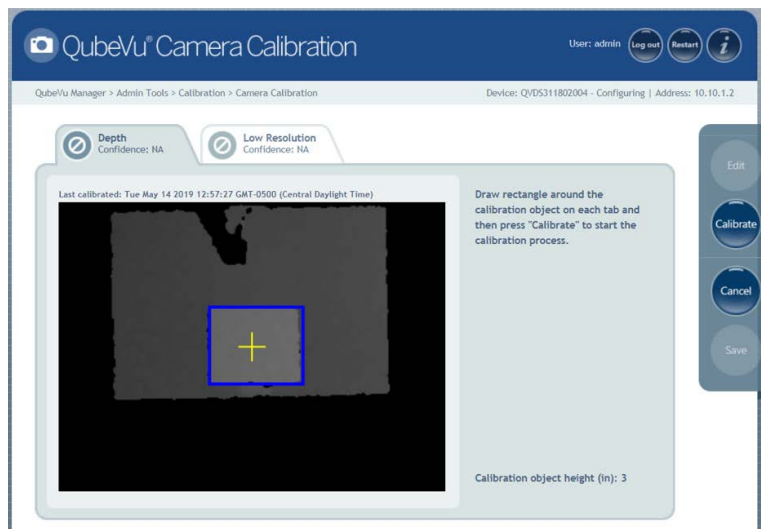 QubeVu® Camera Calibration
User: admin
Log out
Restart
i
QubeVu Manager > Admin Tools > Calibration > Camera Calibration
Device: QVDS311802004 - Configuring | Address: 10.10.1.2
Depth
Confidence: NA
Low Resolution
Confidence: NA
Last calibrated: Tue May 14 2019 12:57:27 GMT-0500 (Central Daylight Time)
Draw rectangle around the
calibration object on each tab and
then press "Calibrate" to start the
calibration process.
Calibration object height (in): 3
Edit
Calibrate
Cancel
Save